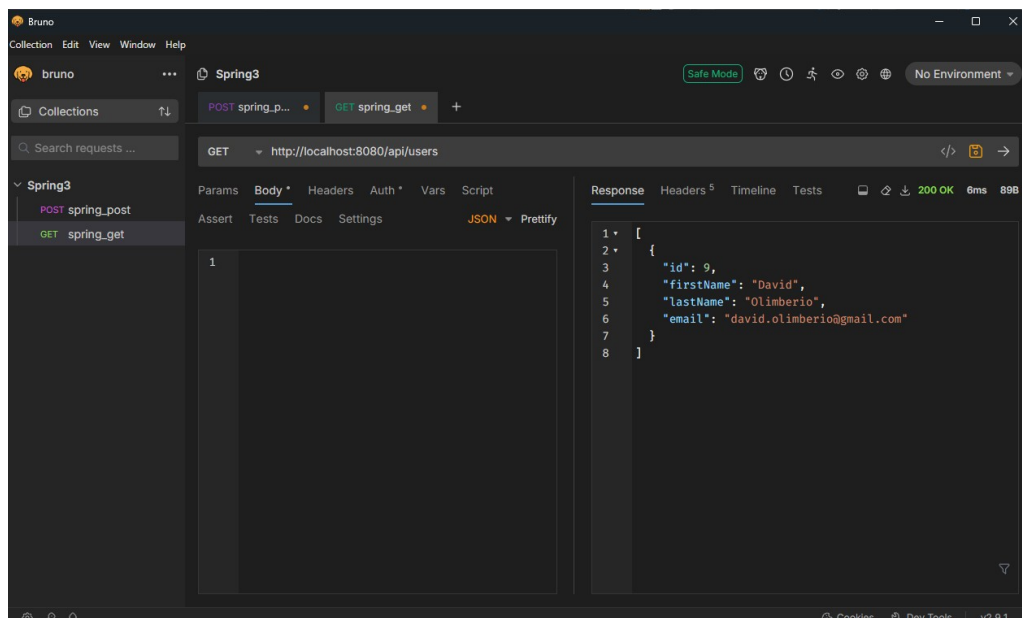 Bruno
Collection Edit View Window Help
bruno
Spring3
Safe Mode
No Environment
Collections
POST spring_p...
GET spring_get
+
Search requests ...
GET http://localhost:8080/api/users
Spring3
POST spring_post
GET spring_get
Params Body * Headers Auth * Vars Script
Assert Tests Docs Settings JSON Prettify
1
Response Headers 5 Timeline Tests 200 OK 6ms 89B
1 [
2 {
3 "id": 9,
4 "firstName": "David",
5 "lastName": "Olimberio",
6 "email": "david.olimberio@gmail.com"
7 }
8 ]
Cookies Dev Tools v2.9.1